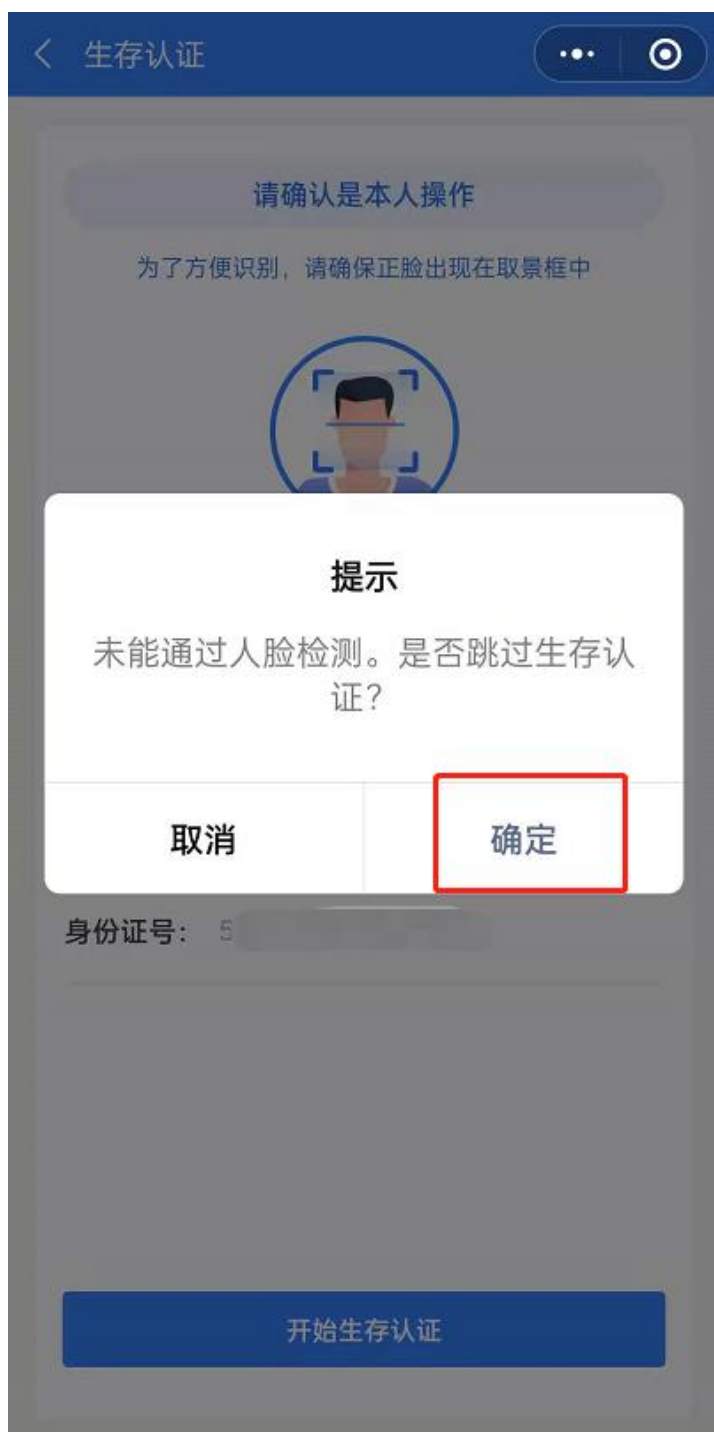 生存认证
请确认是本人操作
为了方便识别，请确保正脸出现在取景框中
提示
未能通过人脸检测。是否跳过生存认
证？
取消
确定
身份证号： 5
开始生存认证